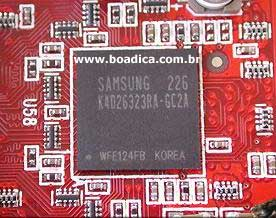 www.boadica.com.br
SAMSUNG 226
K4D26323RA-GC2A
WFE124FB KOREA
U58